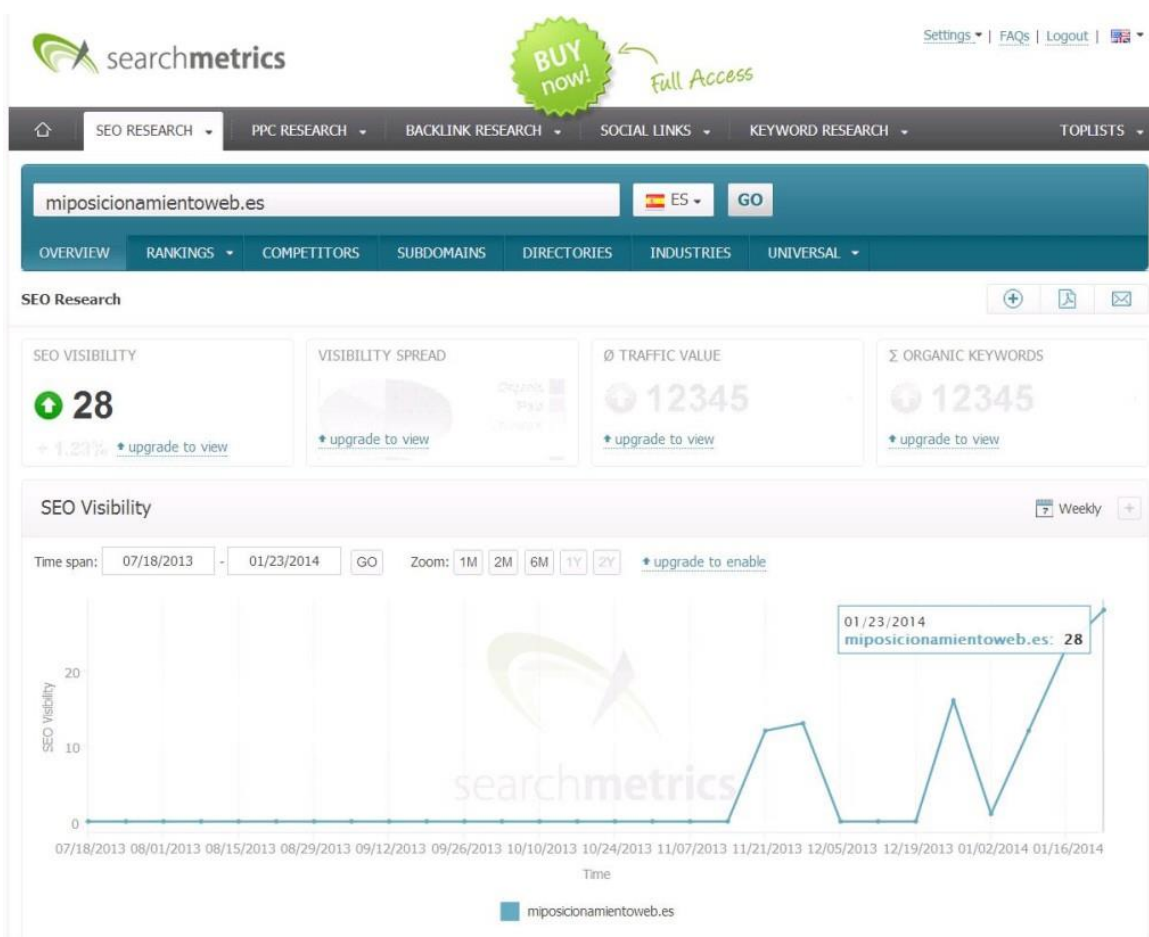 searchmetrics
BUY now!
Full Access
Settings | FAQs | Logout |
SEO RESEARCH PPC RESEARCH BACKLINK RESEARCH SOCIAL LINKS KEYWORD RESEARCH TOPLISTS
miposicionamientoweb.es ES GO
OVERVIEW RANKINGS COMPETITORS SUBDOMAINS DIRECTORIES INDUSTRIES UNIVERSAL
SEO Research
SEO VISIBILITY VISIBILITY SPREAD Ø TRAFFIC VALUE Σ ORGANIC KEYWORDS
28 12345 12345
+ 1.23% upgrade to view upgrade to view upgrade to view upgrade to view
SEO Visibility 7 Weekly +
Time span: 07/18/2013 - 01/23/2014 GO Zoom: 1M 2M 6M 1Y 2Y upgrade to enable
01/23/2014
miposicionamientoweb.es: 28
20
SEO Visibility
10
searchmetrics
0
07/18/2013 08/01/2013 08/15/2013 08/29/2013 09/12/2013 09/26/2013 10/10/2013 10/24/2013 11/07/2013 11/21/2013 12/05/2013 12/19/2013 01/02/2014 01/16/2014
Time
miposicionamientoweb.es